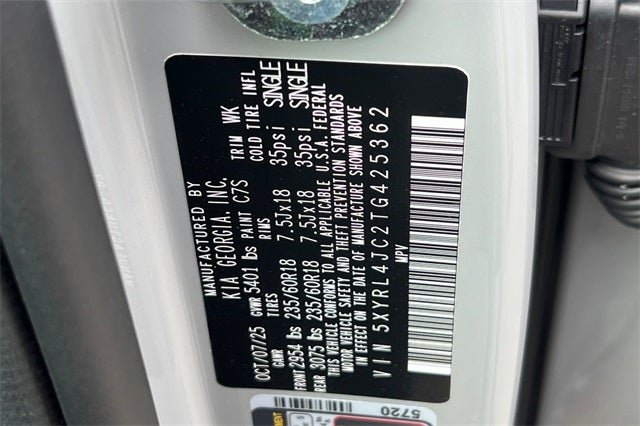 MANUFACTURED BY
KIA GEORGIA, INC.
OCT/07/25 PAINT C7S TRIM WK
GVWR 5401 lbs
GAWR TIRES RIMS COLD TIRE INFL
FRONT 2954 lbs 235/60R18 7.5Jx18 35psi SINGLE
REAR 3075 lbs 235/60R18 7.5Jx18 35psi SINGLE
THIS VEHICLE CONFORMS TO ALL APPLICABLE U.S.A. FEDERAL
MOTOR VEHICLE SAFETY AND THEFT PREVENTION STANDARDS
IN EFFECT ON THE DATE OF MANUFACTURE SHOWN ABOVE
VIN 5XYRL4JC2TG425362
MPV
5720